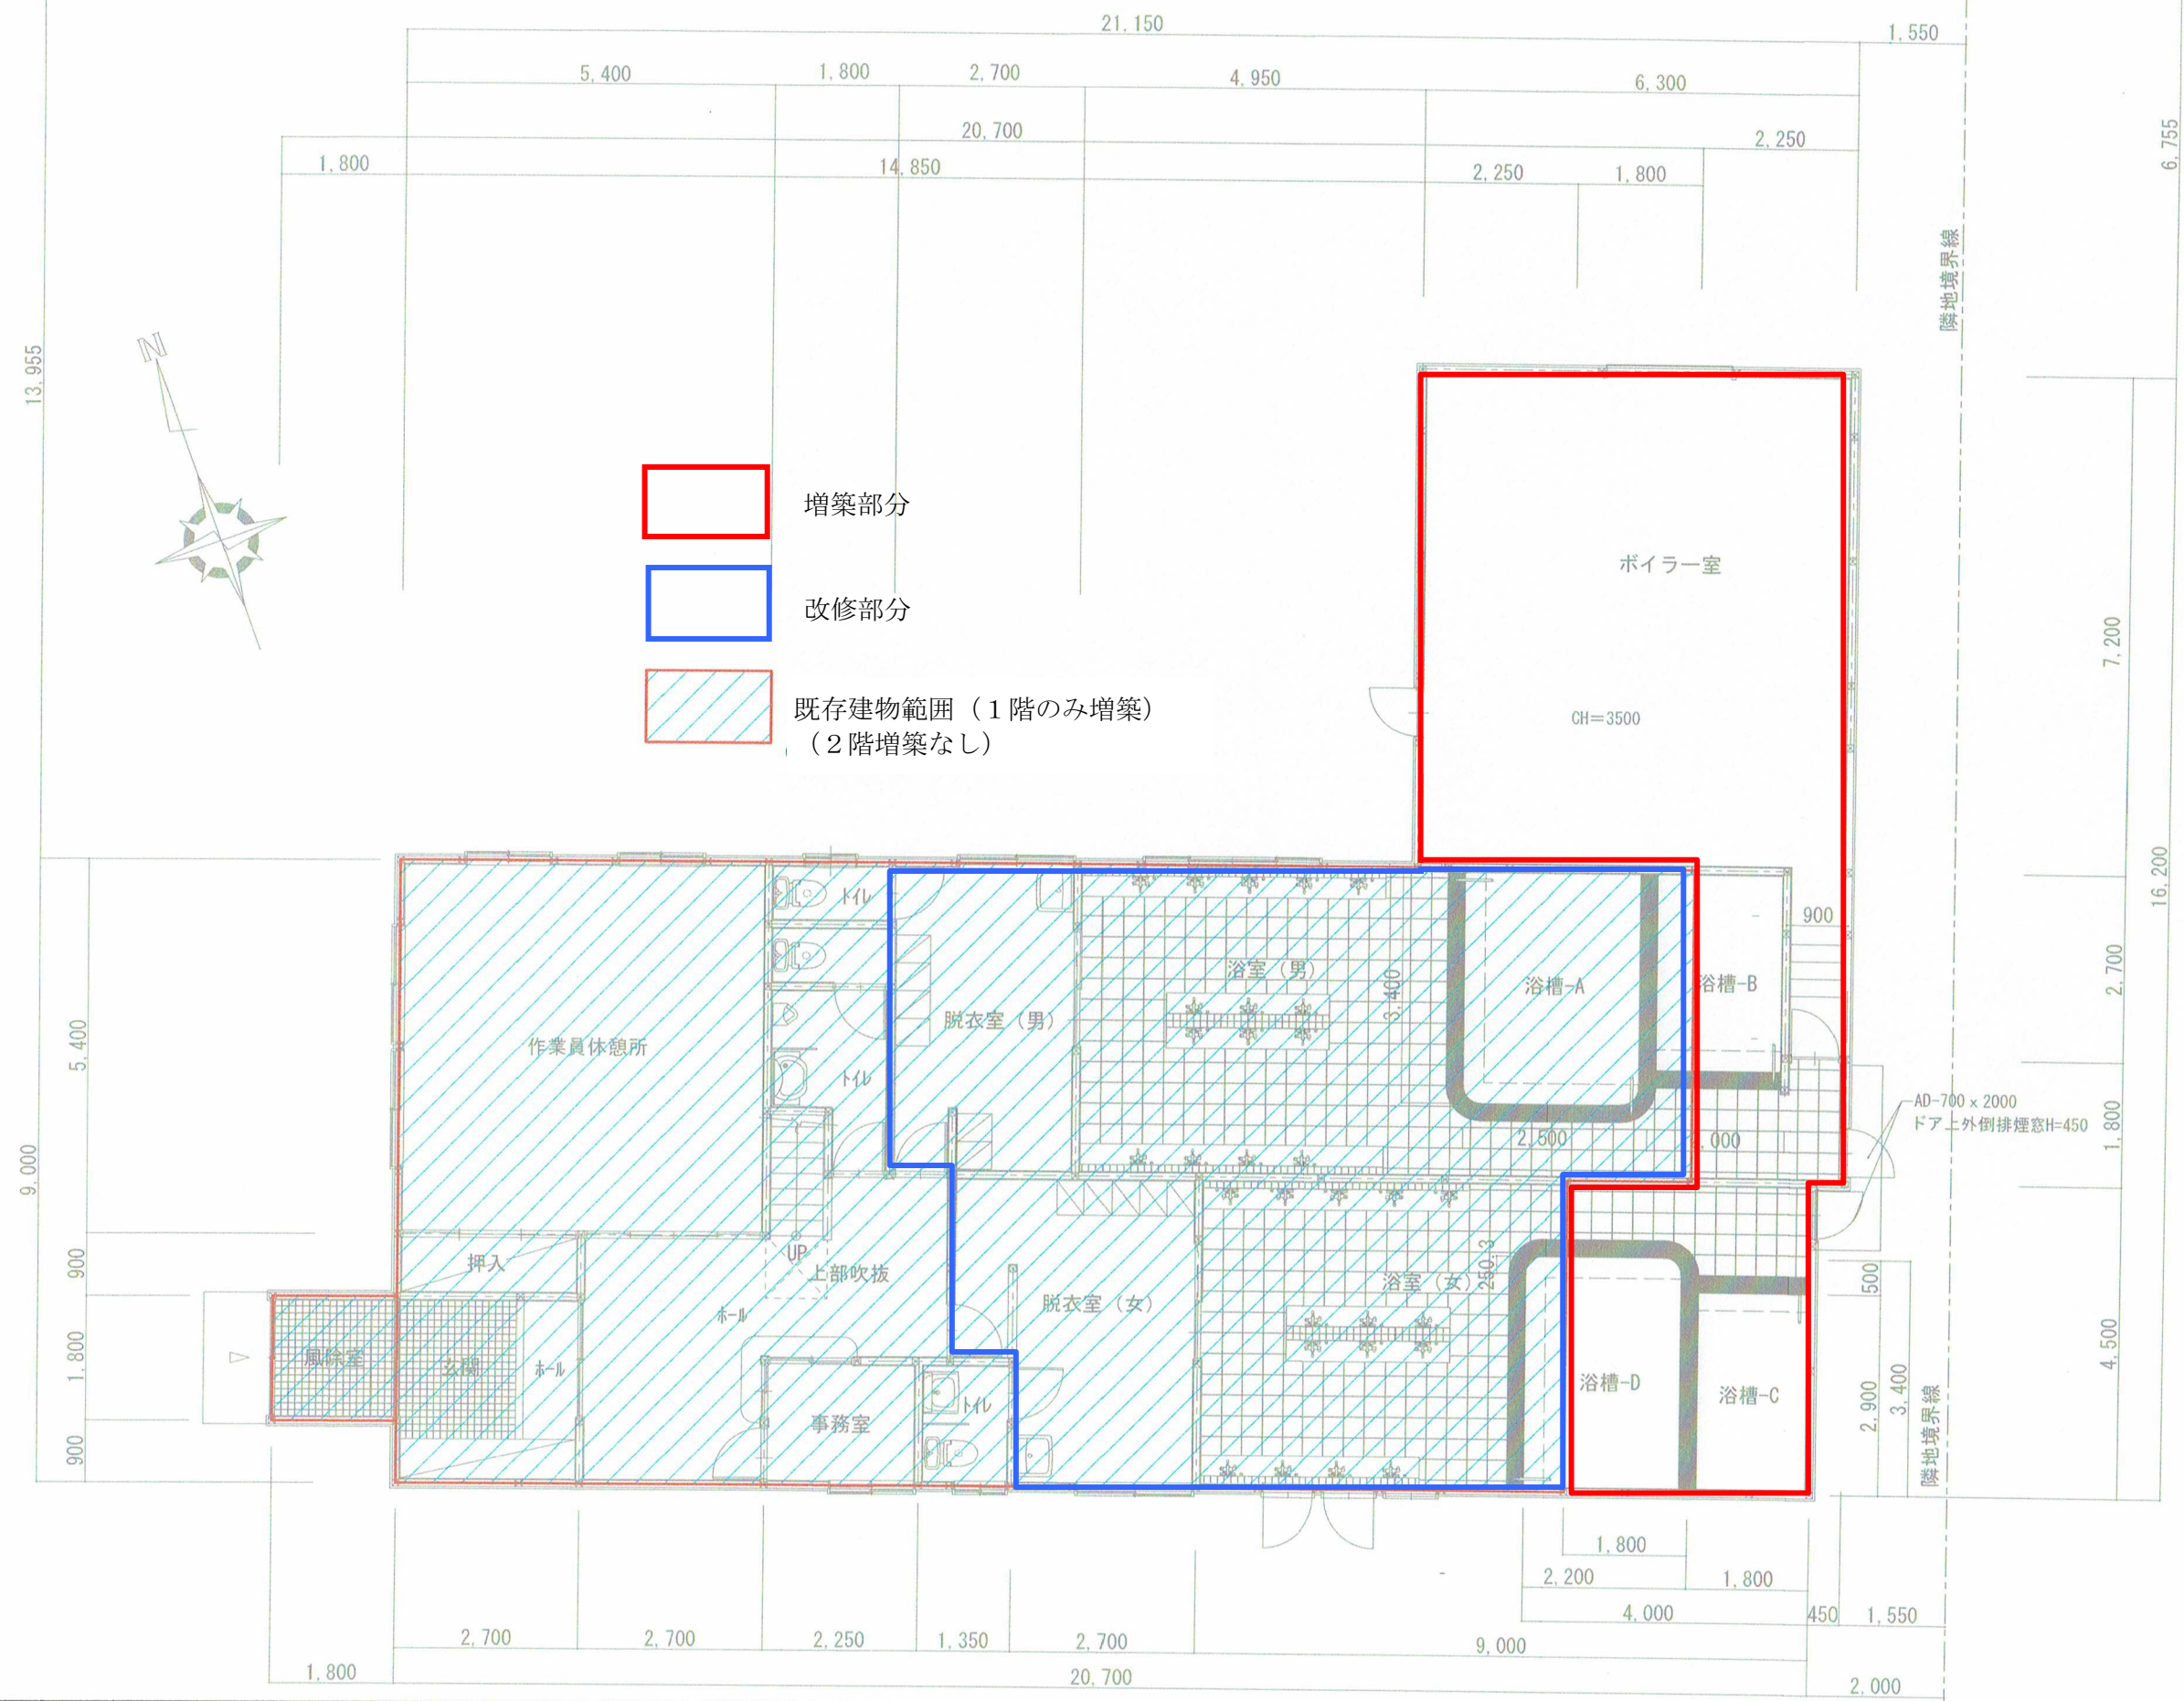 21,150
1,550
5,400
1,800
2,700
4,950
6,300
20,700
2,250
1,800
14,850
2,250
1,800
6,755
隣地境界線
N
13,955
増築部分
改修部分
既存建物範囲（１階のみ増築）
（２階増築なし）
ボイラー室
CH=3500
7,200
16,200
トイレ
900
浴室（男）
3,400
浴槽-A
浴槽-B
2,700
脱衣室（男）
作業員休憩所
5,400
トイレ
AD-700 x 2000
ドア上外倒排煙窓H=450
1,800
2,500
,000
9,000
押入
UP
上部吹抜
900
脱衣室（女）
浴室（女）
500
ホール
風除室
玄関
ホール
1,800
浴槽-D
浴槽-C
4,500
2,900
3,400
隣地境界線
事務室
トイレ
900
1,800
2,200
1,800
4,000
450
1,550
2,700
2,700
2,250
1,350
2,700
9,000
1,800
20,700
2,000